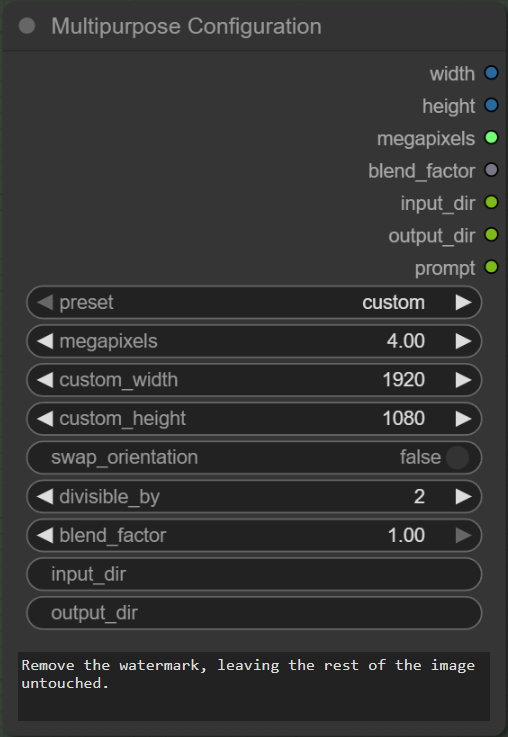 Multipurpose Configuration
width
height
megapixels
blend_factor
input_dir
output_dir
prompt
preset custom
megapixels 4.00
custom_width 1920
custom_height 1080
swap_orientation false
divisible_by 2
blend_factor 1.00
input_dir
output_dir
Remove the watermark, leaving the rest of the image
untouched.